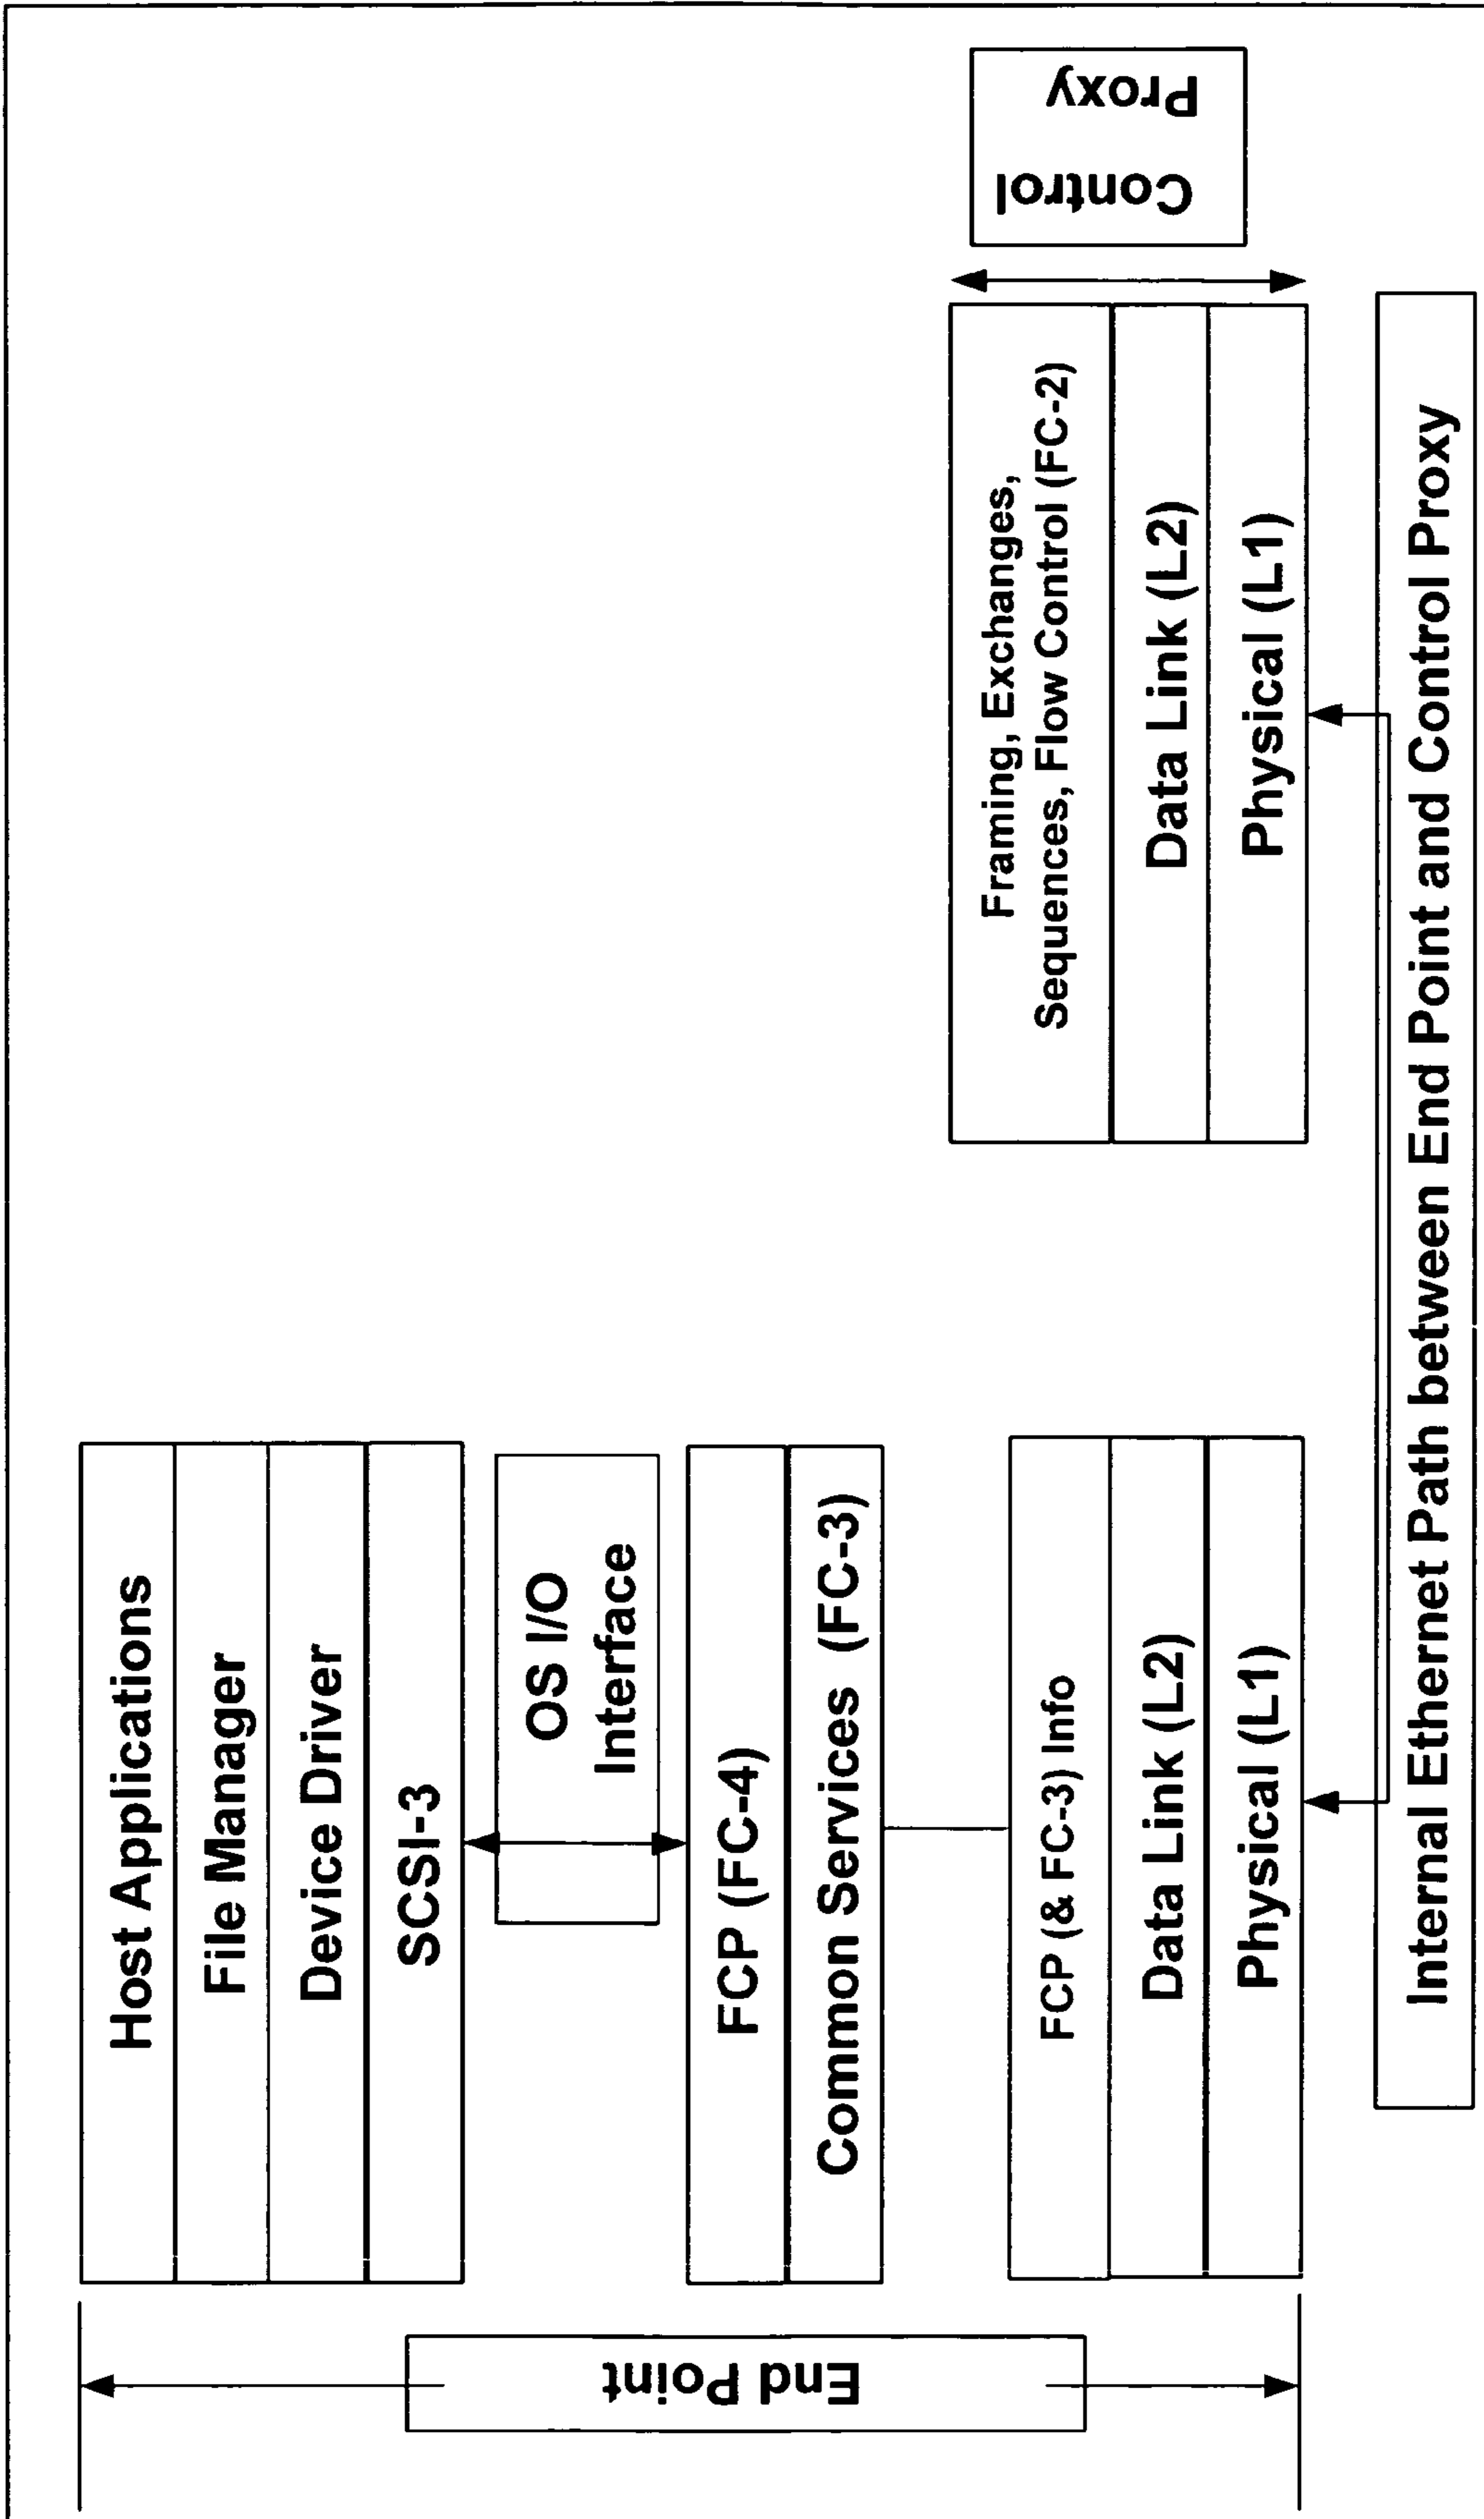 End Point
Host Applications
File Manager
Device Driver
SCSI-3
OS I/O
Interface
FCP (FC-4)
Common Services (FC-3)
FCP (& FC-3) Info
Data Link (L2)
Physical (L1)
Framing, Exchanges,
Sequences, Flow Control (FC-2)
Data Link (L2)
Physical (L1)
Control
Proxy
Internal Ethernet Path between End Point and Control Proxy